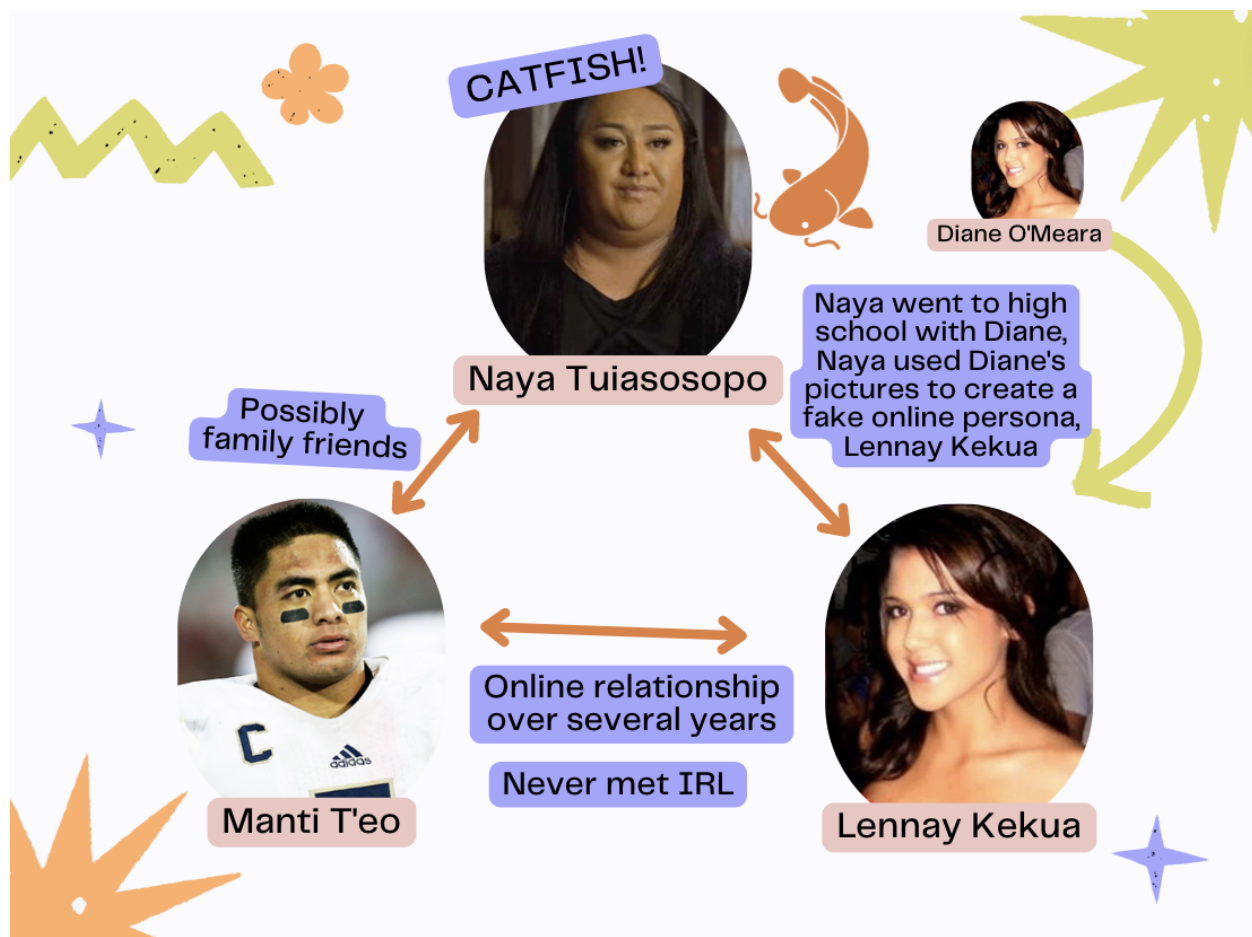 CATFISH!
Diane O'Meara
Naya Tuiasosopo
Naya went to high
school with Diane,
Naya used Diane's
pictures to create a
fake online persona,
Lennay Kekua
Possibly
family friends
C
adidas
Online relationship
over several years
Never met IRL
Manti T'eo
Lennay Kekua